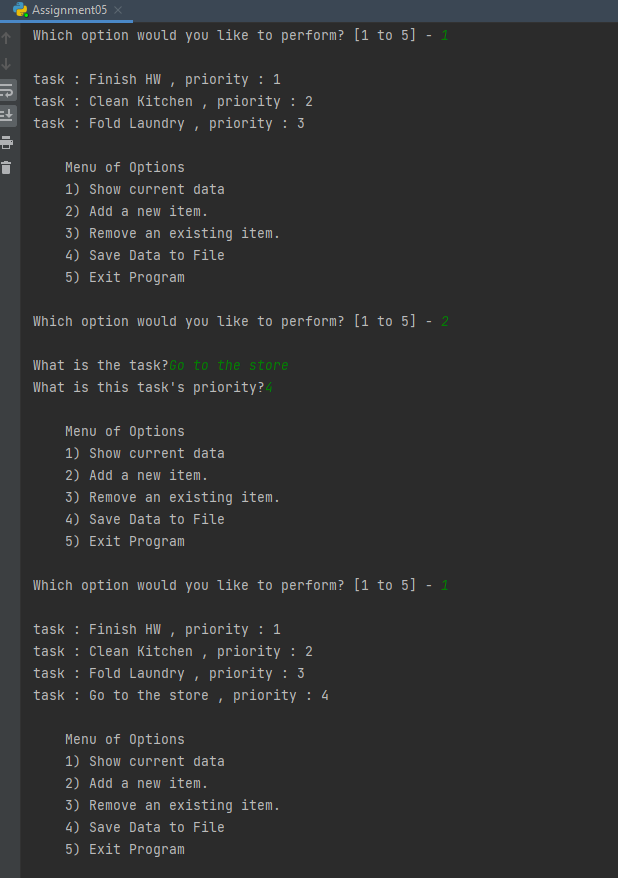 Assignment05
Which option would you like to perform? [1 to 5] - 1
task : Finish HW , priority : 1
task : Clean Kitchen , priority : 2
task : Fold Laundry , priority : 3
Menu of Options
1) Show current data
2) Add a new item.
3) Remove an existing item.
4) Save Data to File
5) Exit Program
Which option would you like to perform? [1 to 5] - 2
What is the task?Go to the store
What is this task's priority?4
Menu of Options
1) Show current data
2) Add a new item.
3) Remove an existing item.
4) Save Data to File
5) Exit Program
Which option would you like to perform? [1 to 5] - 1
task : Finish HW , priority : 1
task : Clean Kitchen , priority : 2
task : Fold Laundry , priority : 3
task : Go to the store , priority : 4
Menu of Options
1) Show current data
2) Add a new item.
3) Remove an existing item.
4) Save Data to File
5) Exit Program